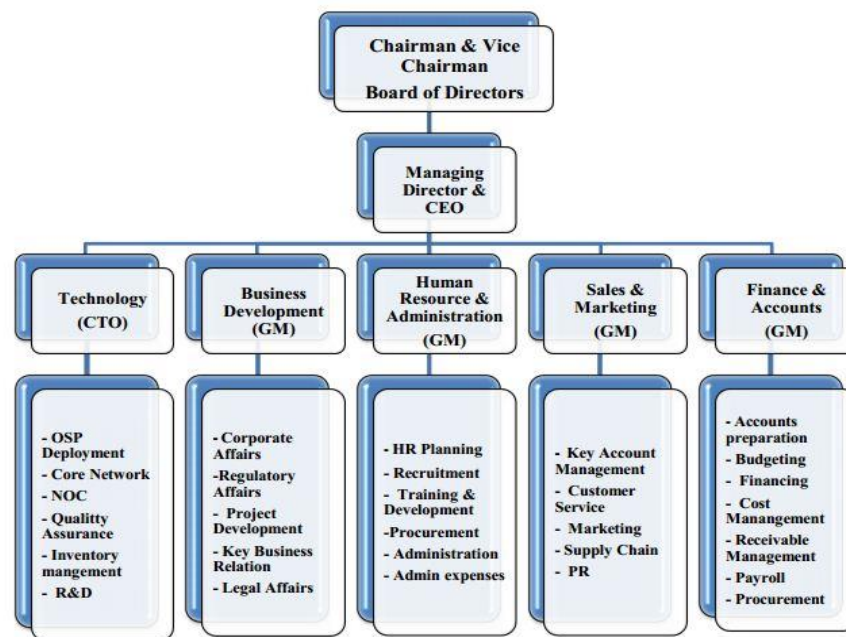 Chairman & Vice
Chairman
Board of Directors
Managing
Director &
CEO
Technology
(CTO)
Business
Development
(GM)
Human
Resource &
Administration
(GM)
Sales &
Marketing
(GM)
Finance &
Accounts
(GM)
- OSP
Deployment
- Core Network
- NOC
- Qualitty
Assurance
- Inventory
mangement
- R&D
- Corporate
Affairs
-Regulatory
Affairs
- Project
Development
- Key Business
Relation
- Legal Affairs
- HR Planning
- Recruitment
- Training &
Development
-Procurement
- Administration
- Admin expenses
- Key Account
Management
- Customer
Service
- Marketing
- Supply Chain
- PR
- Accounts
preparation
- Budgeting
- Financing
- Cost
Manangement
- Receivable
Management
- Payroll
- Procurement